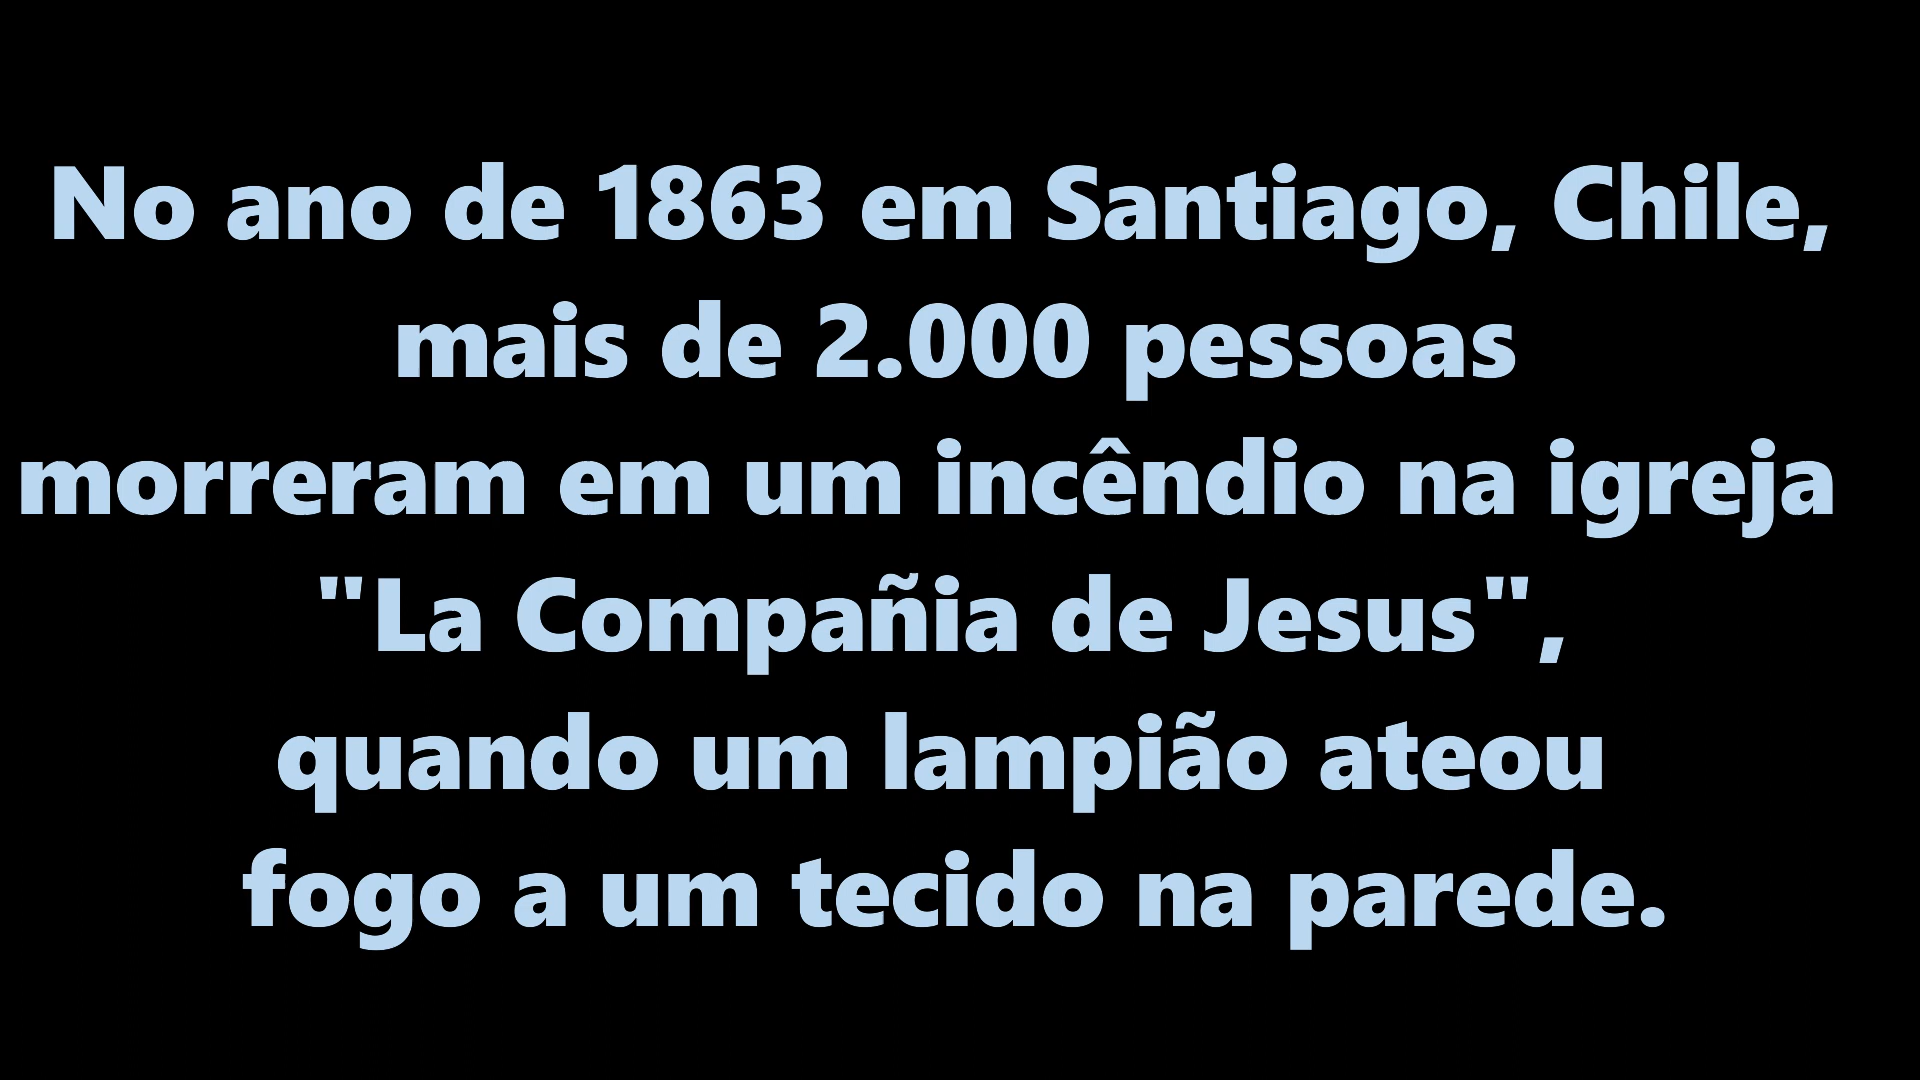 No ano de 1863 em Santiago, Chile,
mais de 2.000 pessoas
morreram em um incêndio na igreja
"La Compañia de Jesus",
quando um lampião ateou
fogo a um tecido na parede.